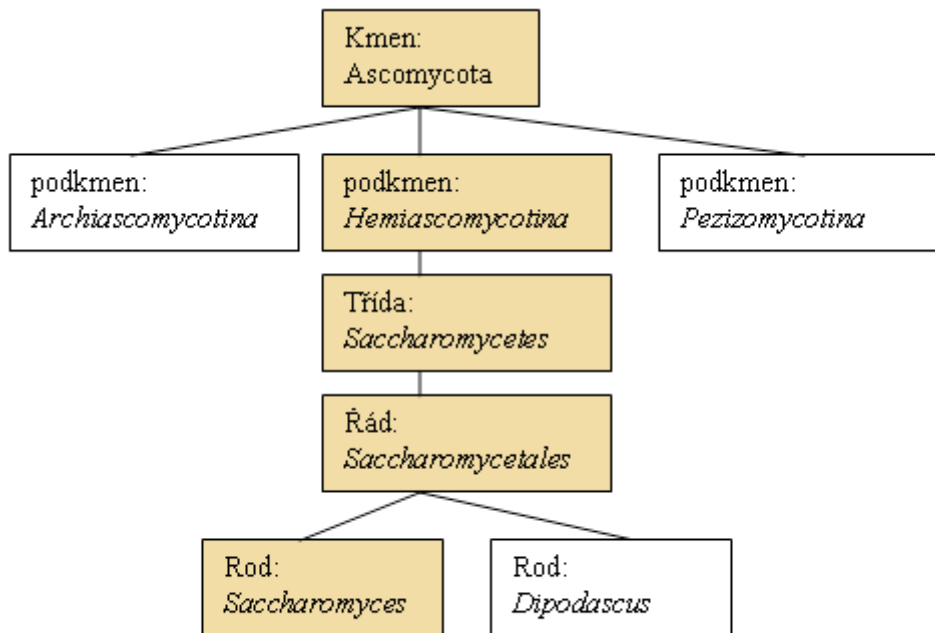 Kmen:
Ascomycota
podkmen:
Archiascomycotina
podkmen:
Hemiascomycotina
podkmen:
Pezizomycotina
Třída:
Saccharomycetes
Řád:
Saccharomycetales
Rod:
Saccharomyces
Rod:
Dipodascus